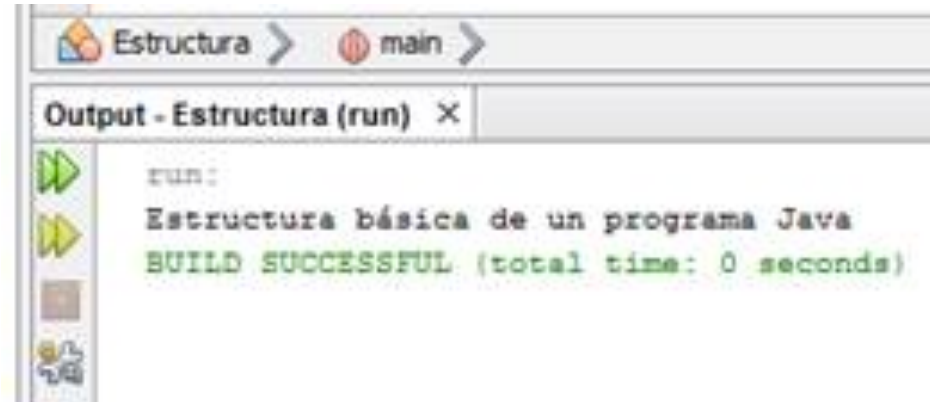 Estructura main
Output - Estructura (run) ×
run:
Estructura básica de un programa Java
BUILD SUCCESSFUL (total time: 0 seconds)